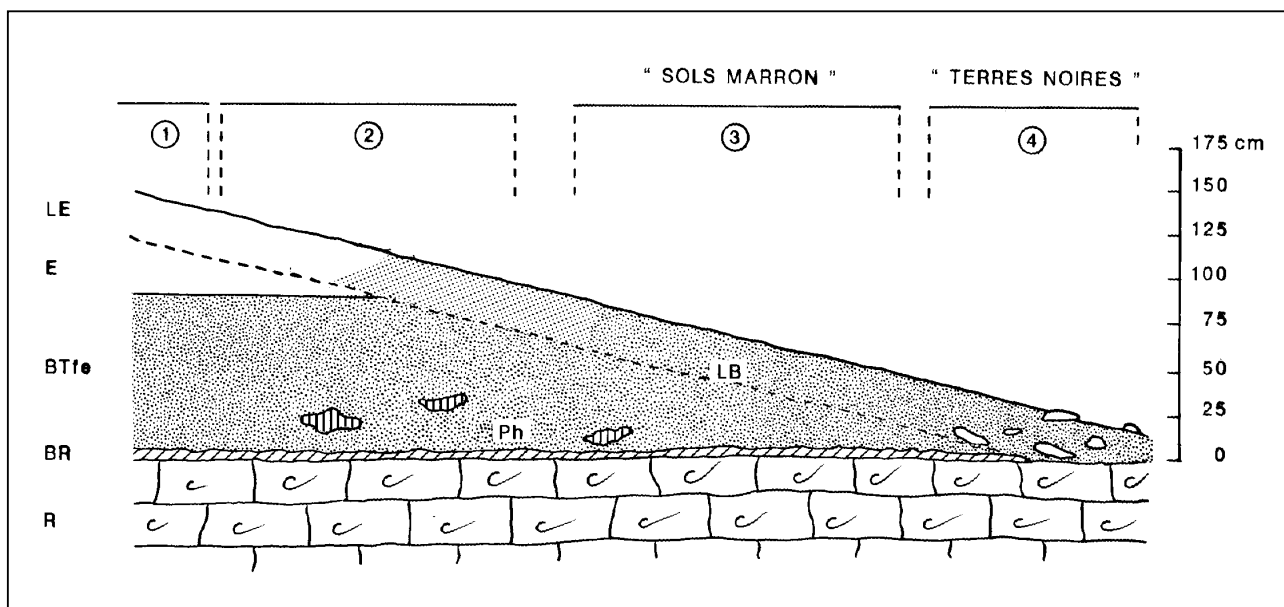 " SOLS MARRON " " TERRES NOIRES "
1 2 3 4
175 cm
150
LE
125
E
100
75
BTfe
LB
50
25
Ph
BR
0
R